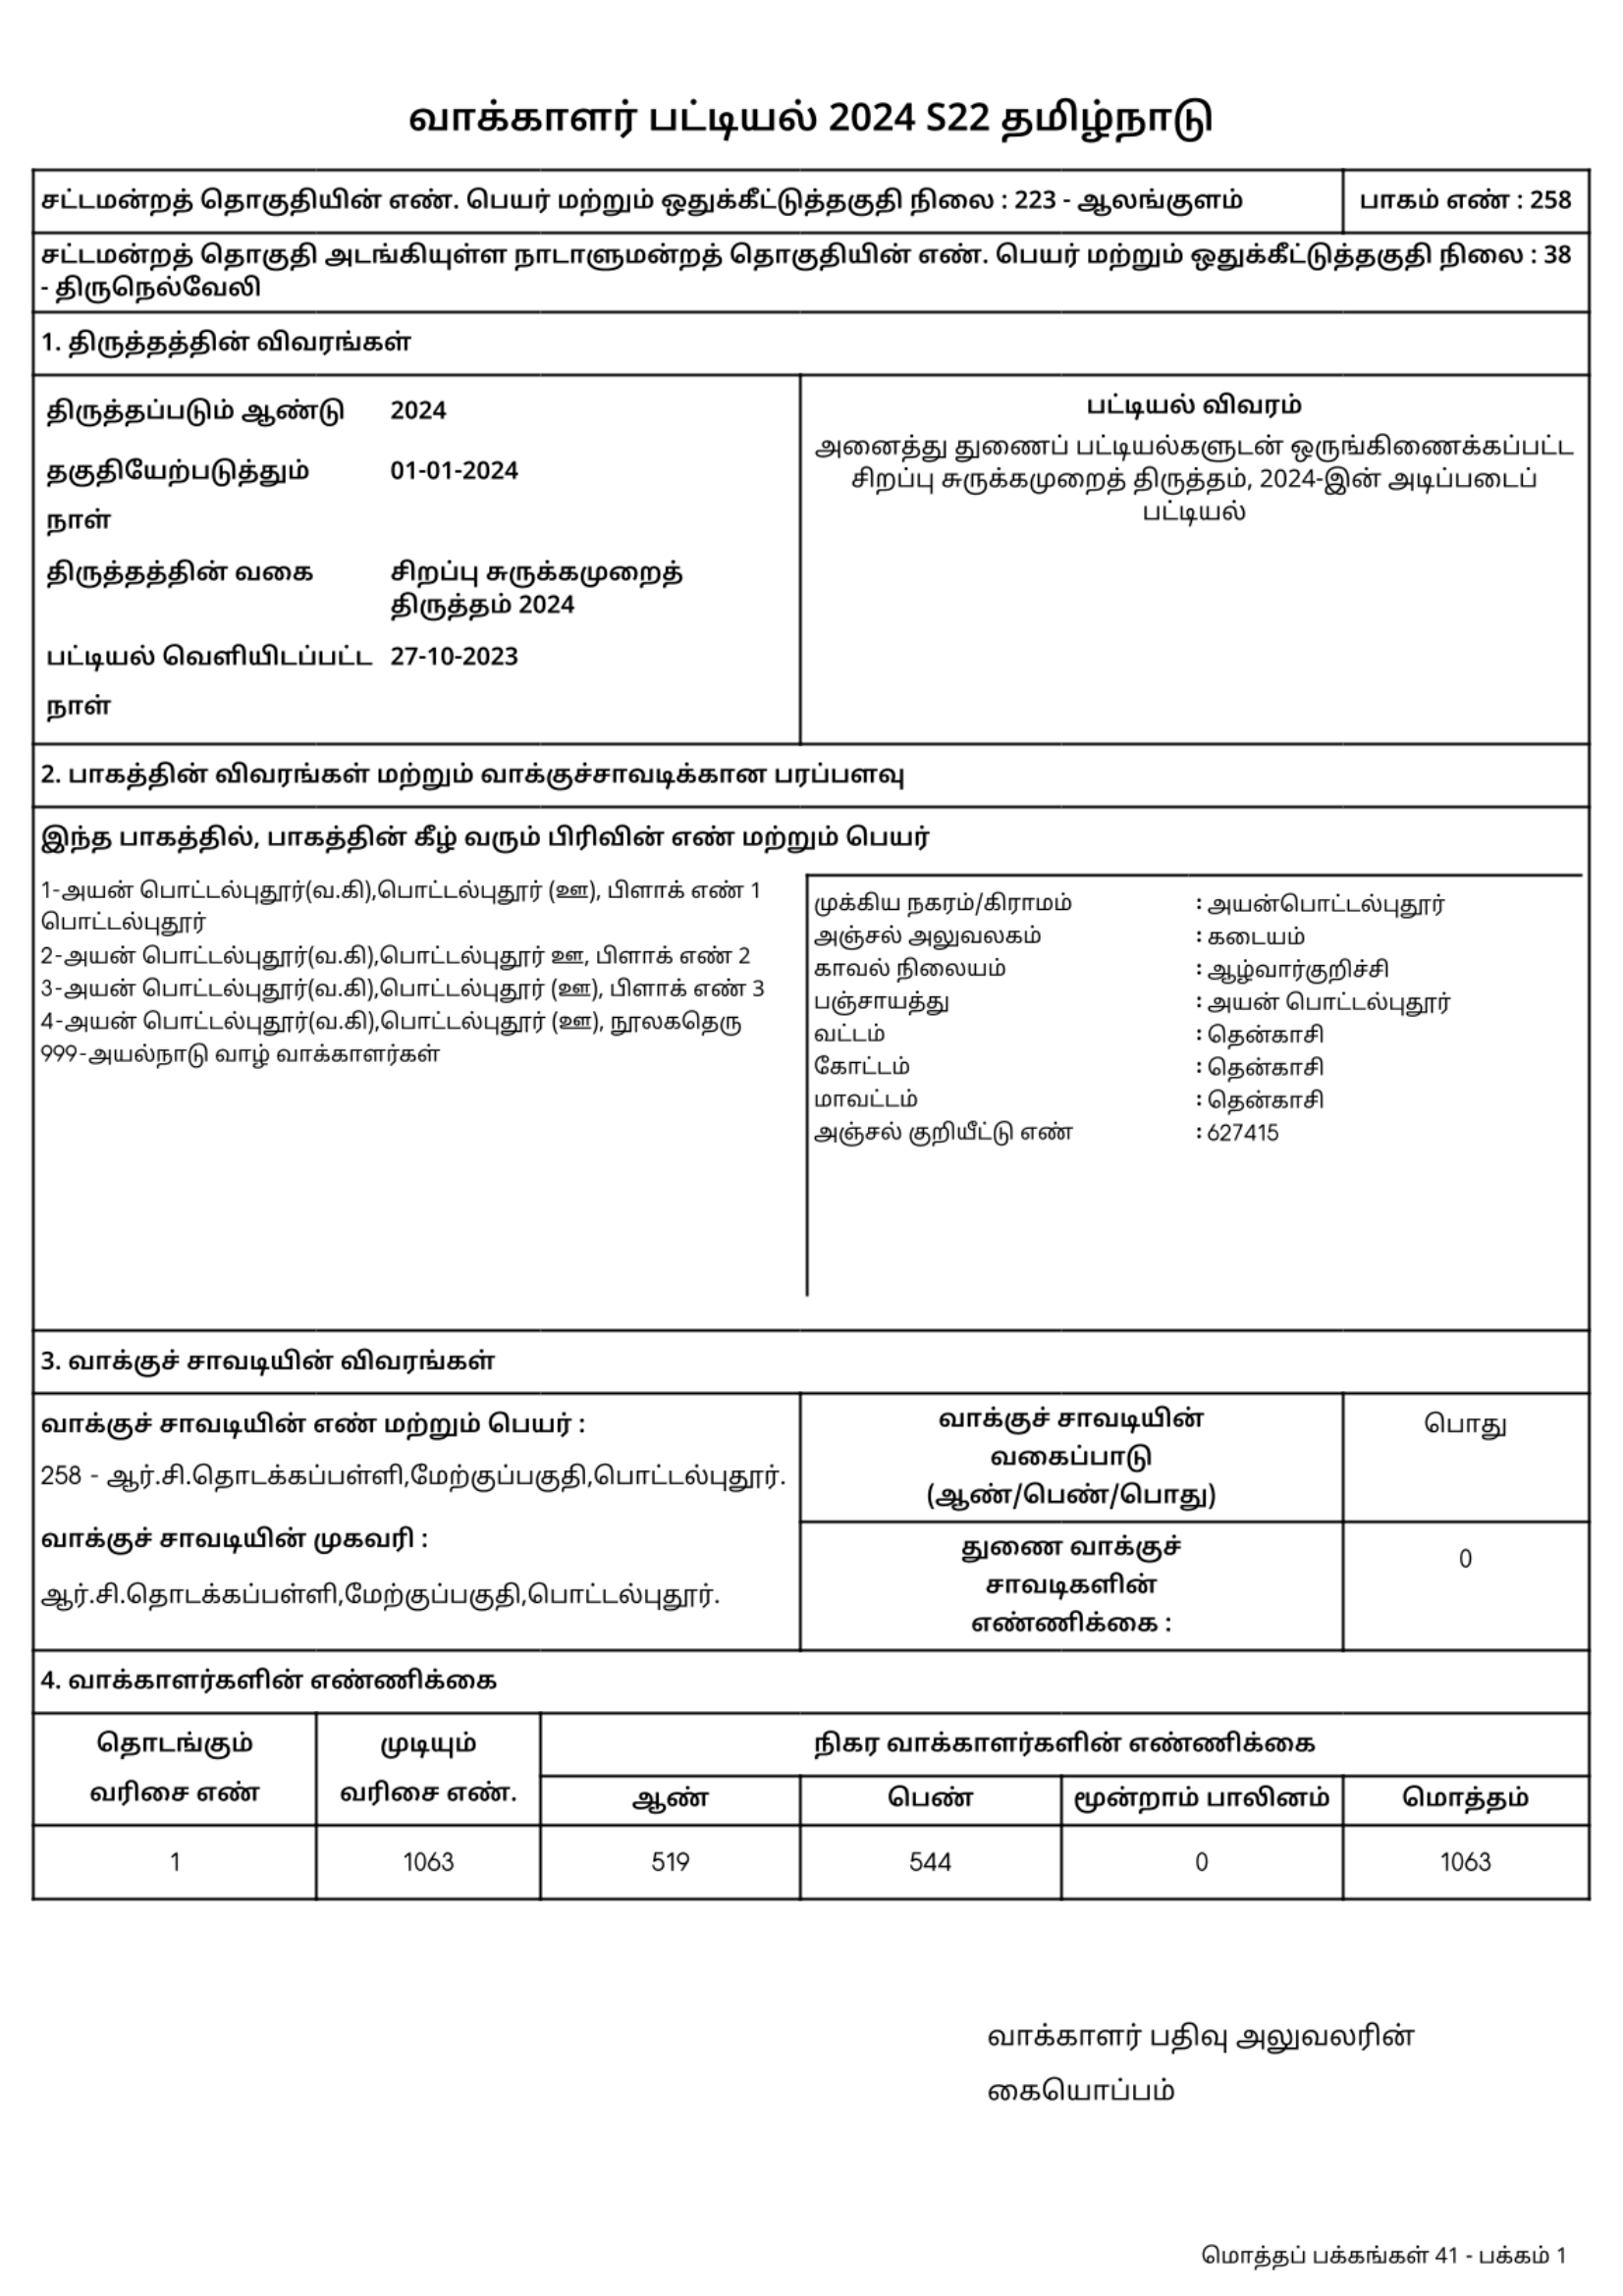 வாக்காளர் பட்டியல் 2024 S22 தமிழ்நாடு
சட்டமன்றத் தொகுதியின் எண். பெயர் மற்றும் ஒதுக்கீட்டுத்தகுதி நிலை : 223 - ஆலங்குளம்
பாகம் எண் : 258
சட்டமன்றத் தொகுதி அடங்கியுள்ள நாடாளுமன்றத் தொகுதியின் எண். பெயர் மற்றும் ஒதுக்கீட்டுத்தகுதி நிலை : 38
- திருநெல்வேலி
1. திருத்தத்தின் விவரங்கள்
திருத்தப்படும் ஆண்டு 2024
தகுதியேற்படுத்தும் 01-01-2024
நாள்
திருத்தத்தின் வகை சிறப்பு சுருக்கமுறைத்
திருத்தம் 2024
பட்டியல் வெளியிடப்பட்ட 27-10-2023
நாள்
பட்டியல் விவரம்
அனைத்து துணைப் பட்டியல்களுடன் ஒருங்கிணைக்கப்பட்ட
சிறப்பு சுருக்கமுறைத் திருத்தம், 2024-இன் அடிப்படைப்
பட்டியல்
2. பாகத்தின் விவரங்கள் மற்றும் வாக்குச்சாவடிக்கான பரப்பளவு
இந்த பாகத்தில், பாகத்தின் கீழ் வரும் பிரிவின் எண் மற்றும் பெயர்
1-அயன் பொட்டல்புதூர்(வ.கி),பொட்டல்புதூர் (ஊ), பிளாக் எண் 1
பொட்டல்புதூர்
2-அயன் பொட்டல்புதூர்(வ.கி),பொட்டல்புதூர் ஊ, பிளாக் எண் 2
3-அயன் பொட்டல்புதூர்(வ.கி),பொட்டல்புதூர் (ஊ), பிளாக் எண் 3
4-அயன் பொட்டல்புதூர்(வ.கி),பொட்டல்புதூர் (ஊ), நூலகதெரு
999-அயல்நாடு வாழ் வாக்காளர்கள்
முக்கிய நகரம்/கிராமம் : அயன்பொட்டல்புதூர்
அஞ்சல் அலுவலகம் : கடையம்
காவல் நிலையம் : ஆழ்வார்குறிச்சி
பஞ்சாயத்து : அயன் பொட்டல்புதூர்
வட்டம் : தென்காசி
கோட்டம் : தென்காசி
மாவட்டம் : தென்காசி
அஞ்சல் குறியீட்டு எண் : 627415
3. வாக்குச் சாவடியின் விவரங்கள்
வாக்குச் சாவடியின் எண் மற்றும் பெயர் :
258 - ஆர்.சி.தொடக்கப்பள்ளி,மேற்குப்பகுதி,பொட்டல்புதூர்.
வாக்குச் சாவடியின் முகவரி :
ஆர்.சி.தொடக்கப்பள்ளி,மேற்குப்பகுதி,பொட்டல்புதூர்.
வாக்குச் சாவடியின்
வகைப்பாடு
(ஆண்/பெண்/பொது)
பொது
துணை வாக்குச்
சாவடிகளின்
எண்ணிக்கை :
0
4. வாக்காளர்களின் எண்ணிக்கை
தொடங்கும்
வரிசை எண்
முடியும்
வரிசை எண்.
நிகர வாக்காளர்களின் எண்ணிக்கை
ஆண் பெண் மூன்றாம் பாலினம் மொத்தம்
1 1063 519 544 0 1063
வாக்காளர் பதிவு அலுவலரின்
கையொப்பம்
மொத்தப் பக்கங்கள் 41 - பக்கம் 1